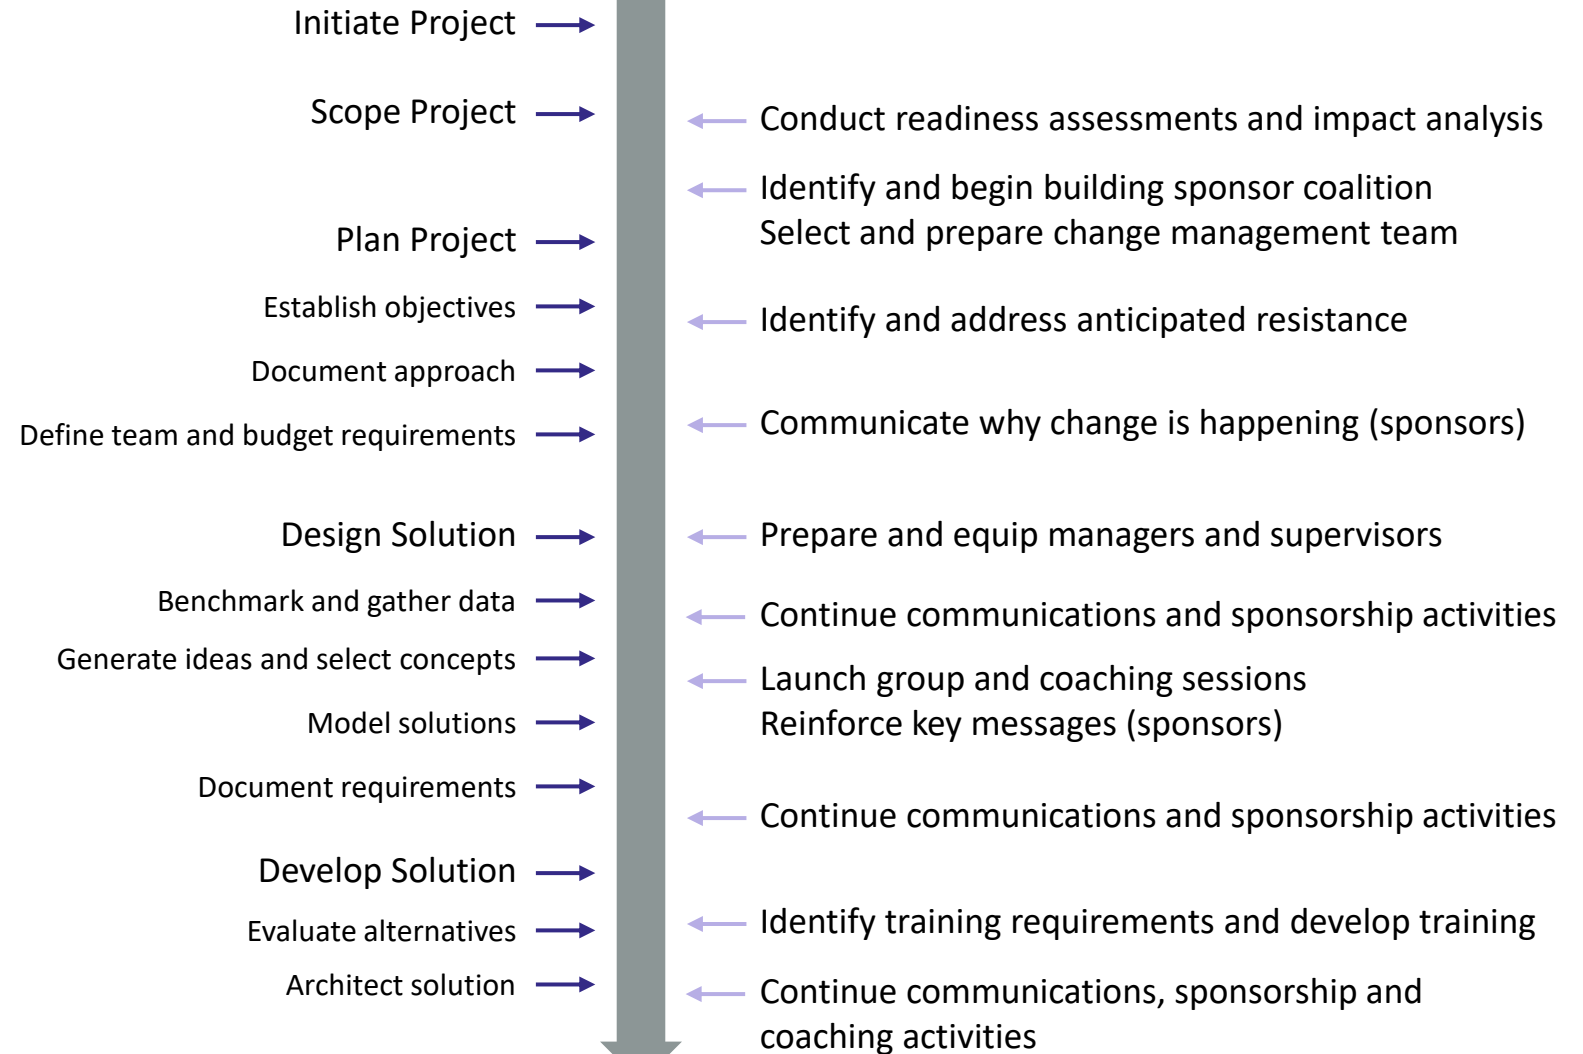 Initiate Project
Scope Project
Plan Project
Establish objectives
Document approach
Define team and budget requirements
Design Solution
Benchmark and gather data
Generate ideas and select concepts
Model solutions
Document requirements
Develop Solution
Evaluate alternatives
Architect solution
Conduct readiness assessments and impact analysis
Identify and begin building sponsor coalition
Select and prepare change management team
Identify and address anticipated resistance
Communicate why change is happening (sponsors)
Prepare and equip managers and supervisors
Continue communications and sponsorship activities
Launch group and coaching sessions
Reinforce key messages (sponsors)
Continue communications and sponsorship activities
Identify training requirements and develop training
Continue communications, sponsorship and
coaching activities